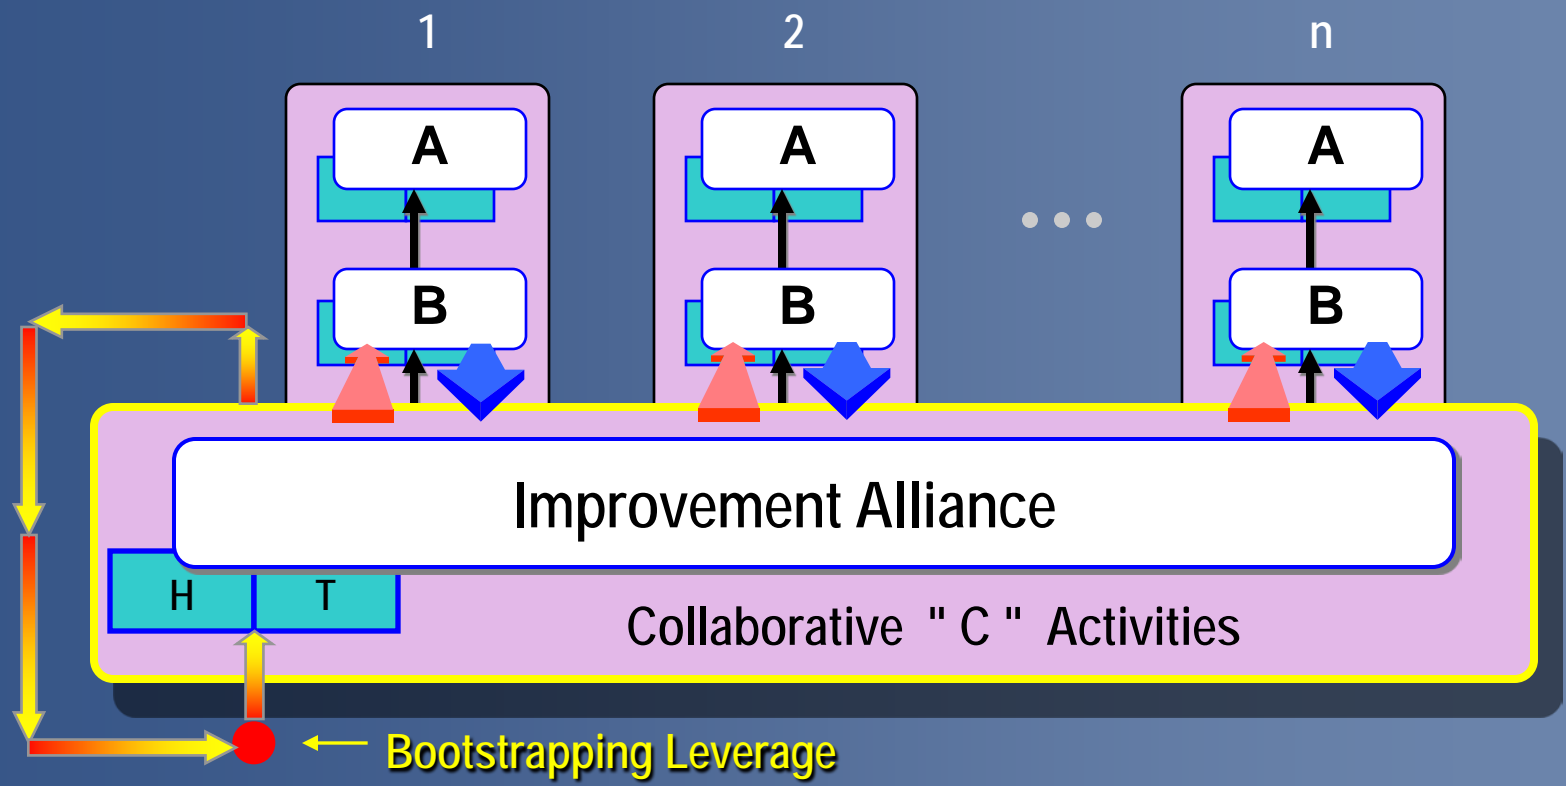 1 2 n
A A A
B B B
Improvement Alliance
H T
Collaborative " C " Activities
Bootstrapping Leverage